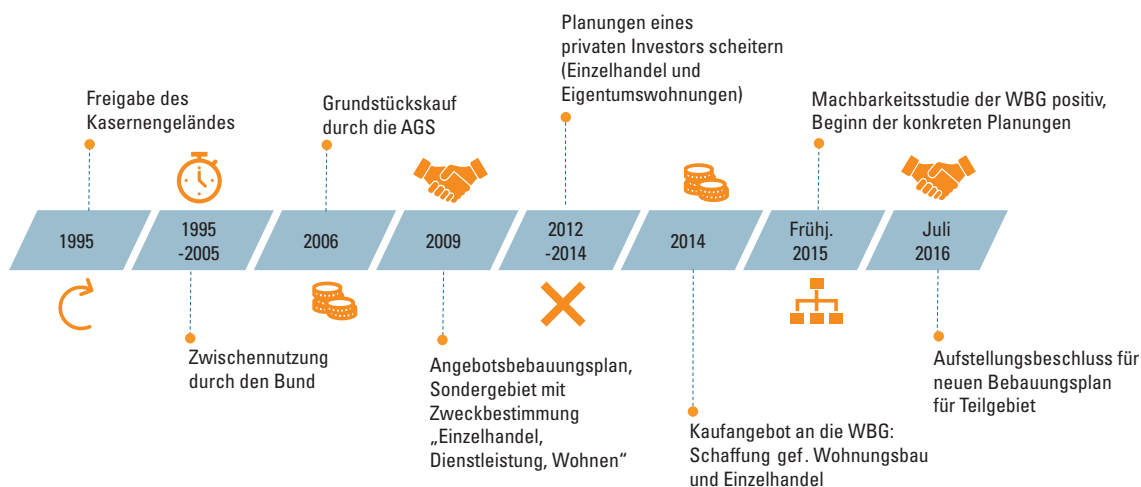 Freigabe des
Kasernengeländes
Grundstückskauf
durch die AGS
Planungen eines
privaten Investors scheitern
(Einzelhandel und
Eigentumswohnungen)
Machbarkeitsstudie der WBG positiv,
Beginn der konkreten Planungen
1995
1995
-2005
2006
2009
2012
-2014
2014
Frühj.
2015
Juli
2016
Zwischennutzung
durch den Bund
Angebotsbebauungsplan,
Sondergebiet mit
Zweckbestimmung
„Einzelhandel,
Dienstleistung, Wohnen“
Kaufangebot an die WBG:
Schaffung gef. Wohnungsbau
und Einzelhandel
Aufstellungsbeschluss für
neuen Bebauungsplan
für Teilgebiet